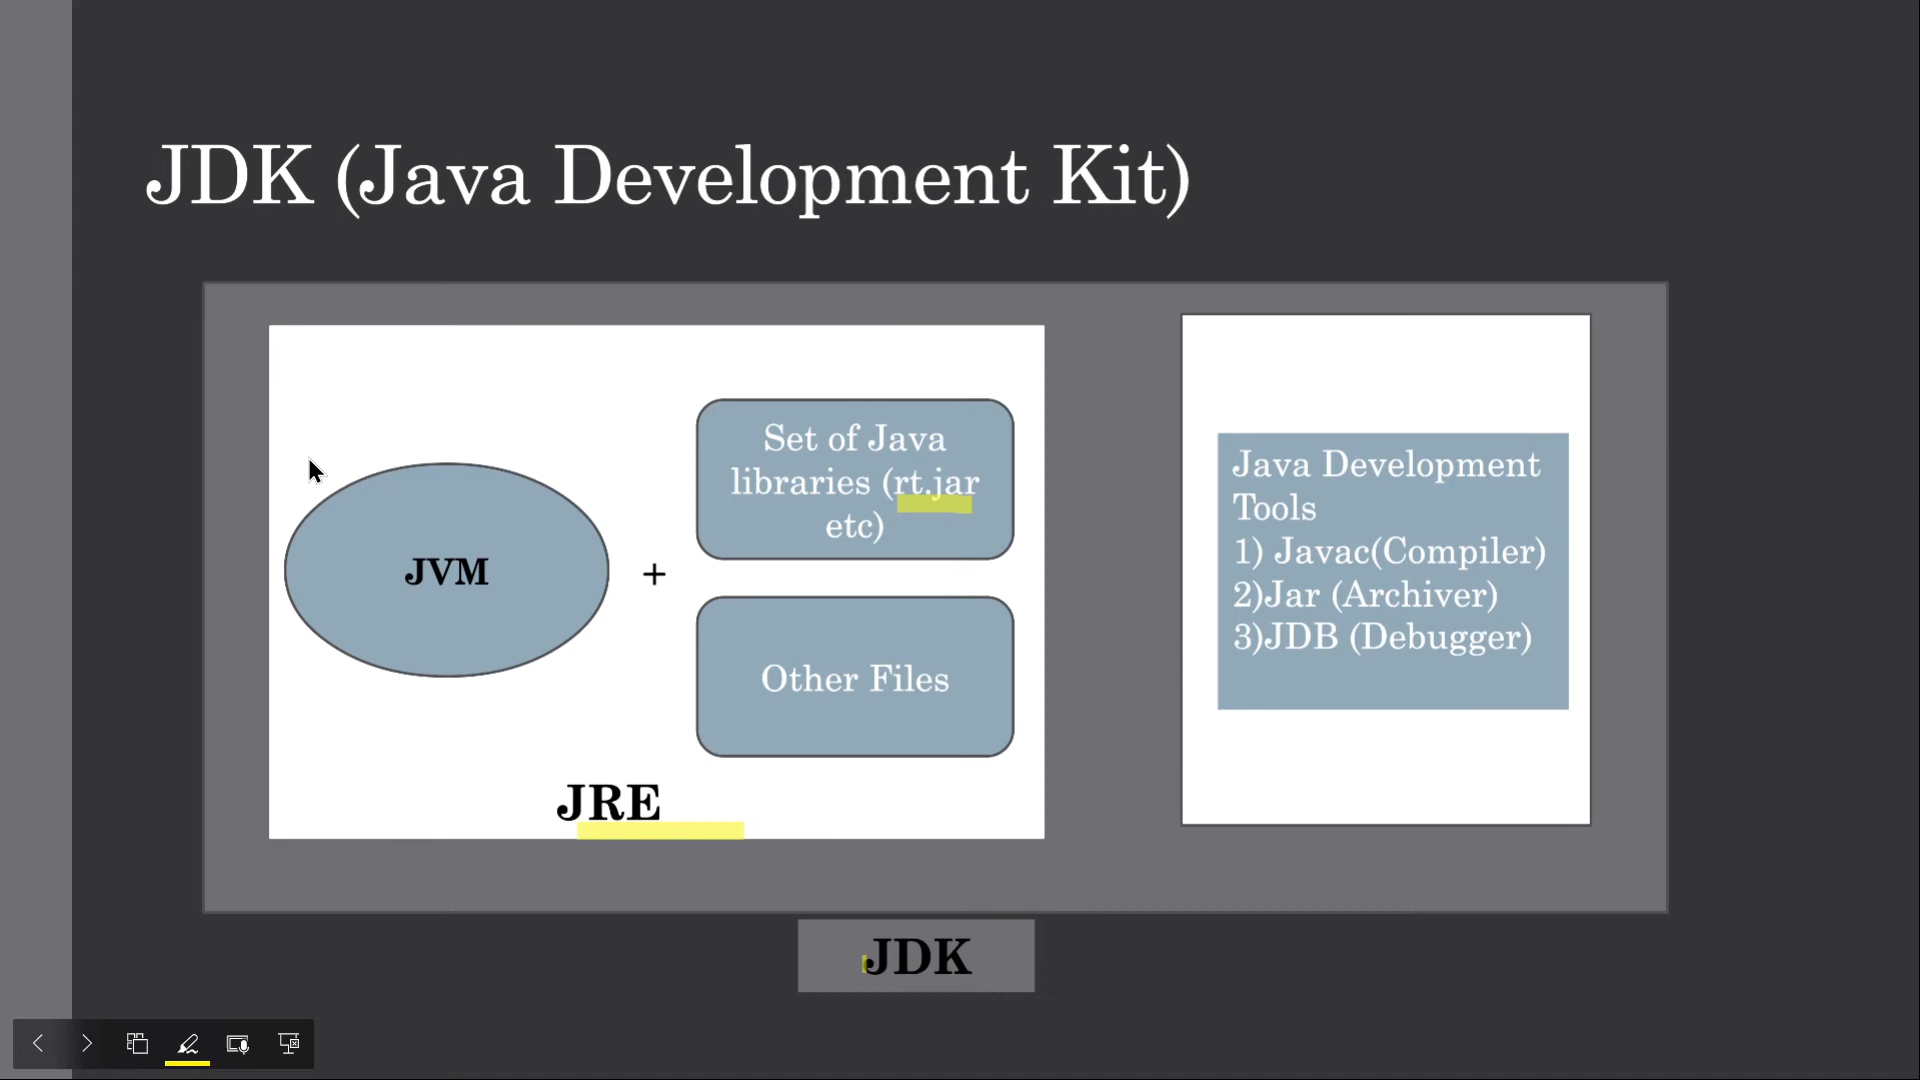 JDK (Java Development Kit)
JVM
+
Set of Java
libraries (rt.jar
etc)
Other Files
JRE
Java Development
Tools
1) Javac(Compiler)
2)Jar (Archiver)
3)JDB (Debugger)
JDK